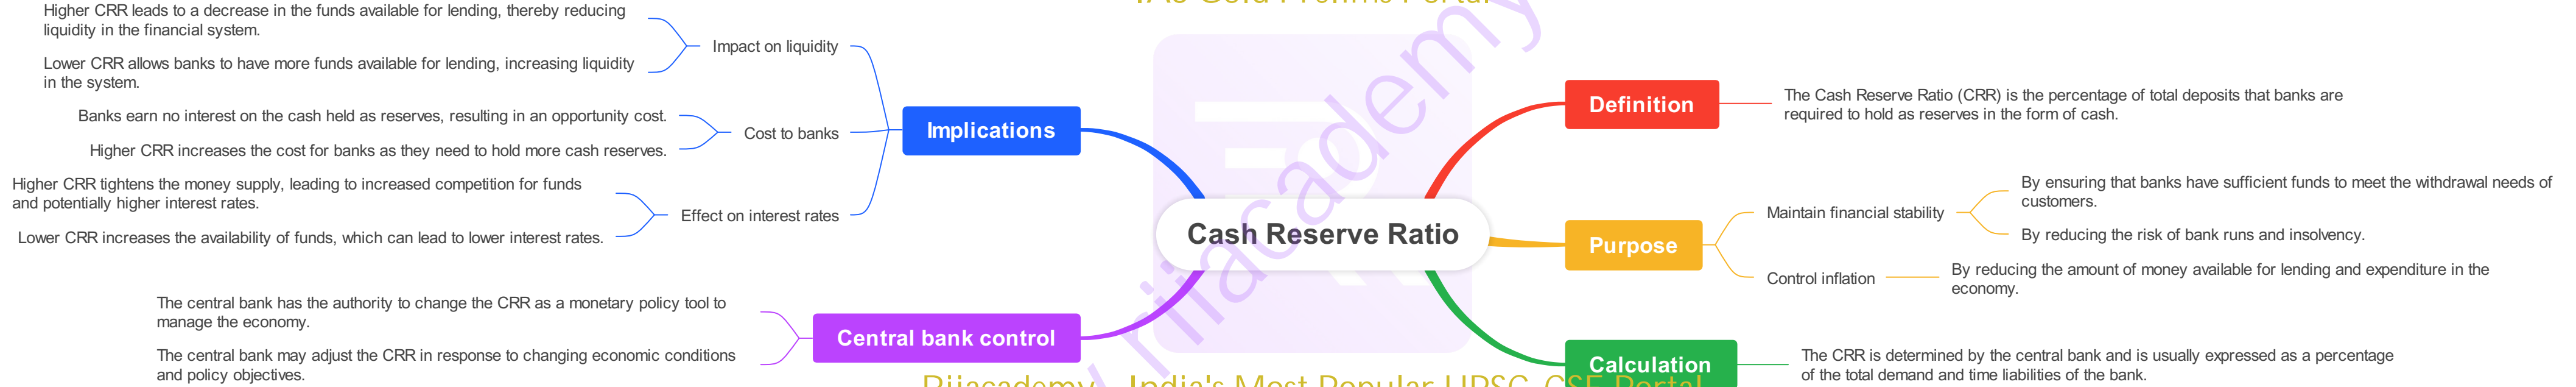 IAS Gold Prelims Portal
Higher CRR leads to a decrease in the funds available for lending, thereby reducing
liquidity in the financial system.
Impact on liquidity
Lower CRR allows banks to have more funds available for lending, increasing liquidity
in the system.
Banks earn no interest on the cash held as reserves, resulting in an opportunity cost.
Cost to banks
Higher CRR increases the cost for banks as they need to hold more cash reserves.
Implications
Higher CRR tightens the money supply, leading to increased competition for funds
and potentially higher interest rates.
Effect on interest rates
Lower CRR increases the availability of funds, which can lead to lower interest rates.
The central bank has the authority to change the CRR as a monetary policy tool to
manage the economy.
Central bank control
The central bank may adjust the CRR in response to changing economic conditions
and policy objectives.
Cash Reserve Ratio
rijacademy
Definition
The Cash Reserve Ratio (CRR) is the percentage of total deposits that banks are
required to hold as reserves in the form of cash.
Purpose
Maintain financial stability
By ensuring that banks have sufficient funds to meet the withdrawal needs of
customers.
By reducing the risk of bank runs and insolvency.
Control inflation
By reducing the amount of money available for lending and expenditure in the
economy.
Calculation
The CRR is determined by the central bank and is usually expressed as a percentage
of the total demand and time liabilities of the bank.
Rijacademy India's Most Popular UPSC CSE Portal